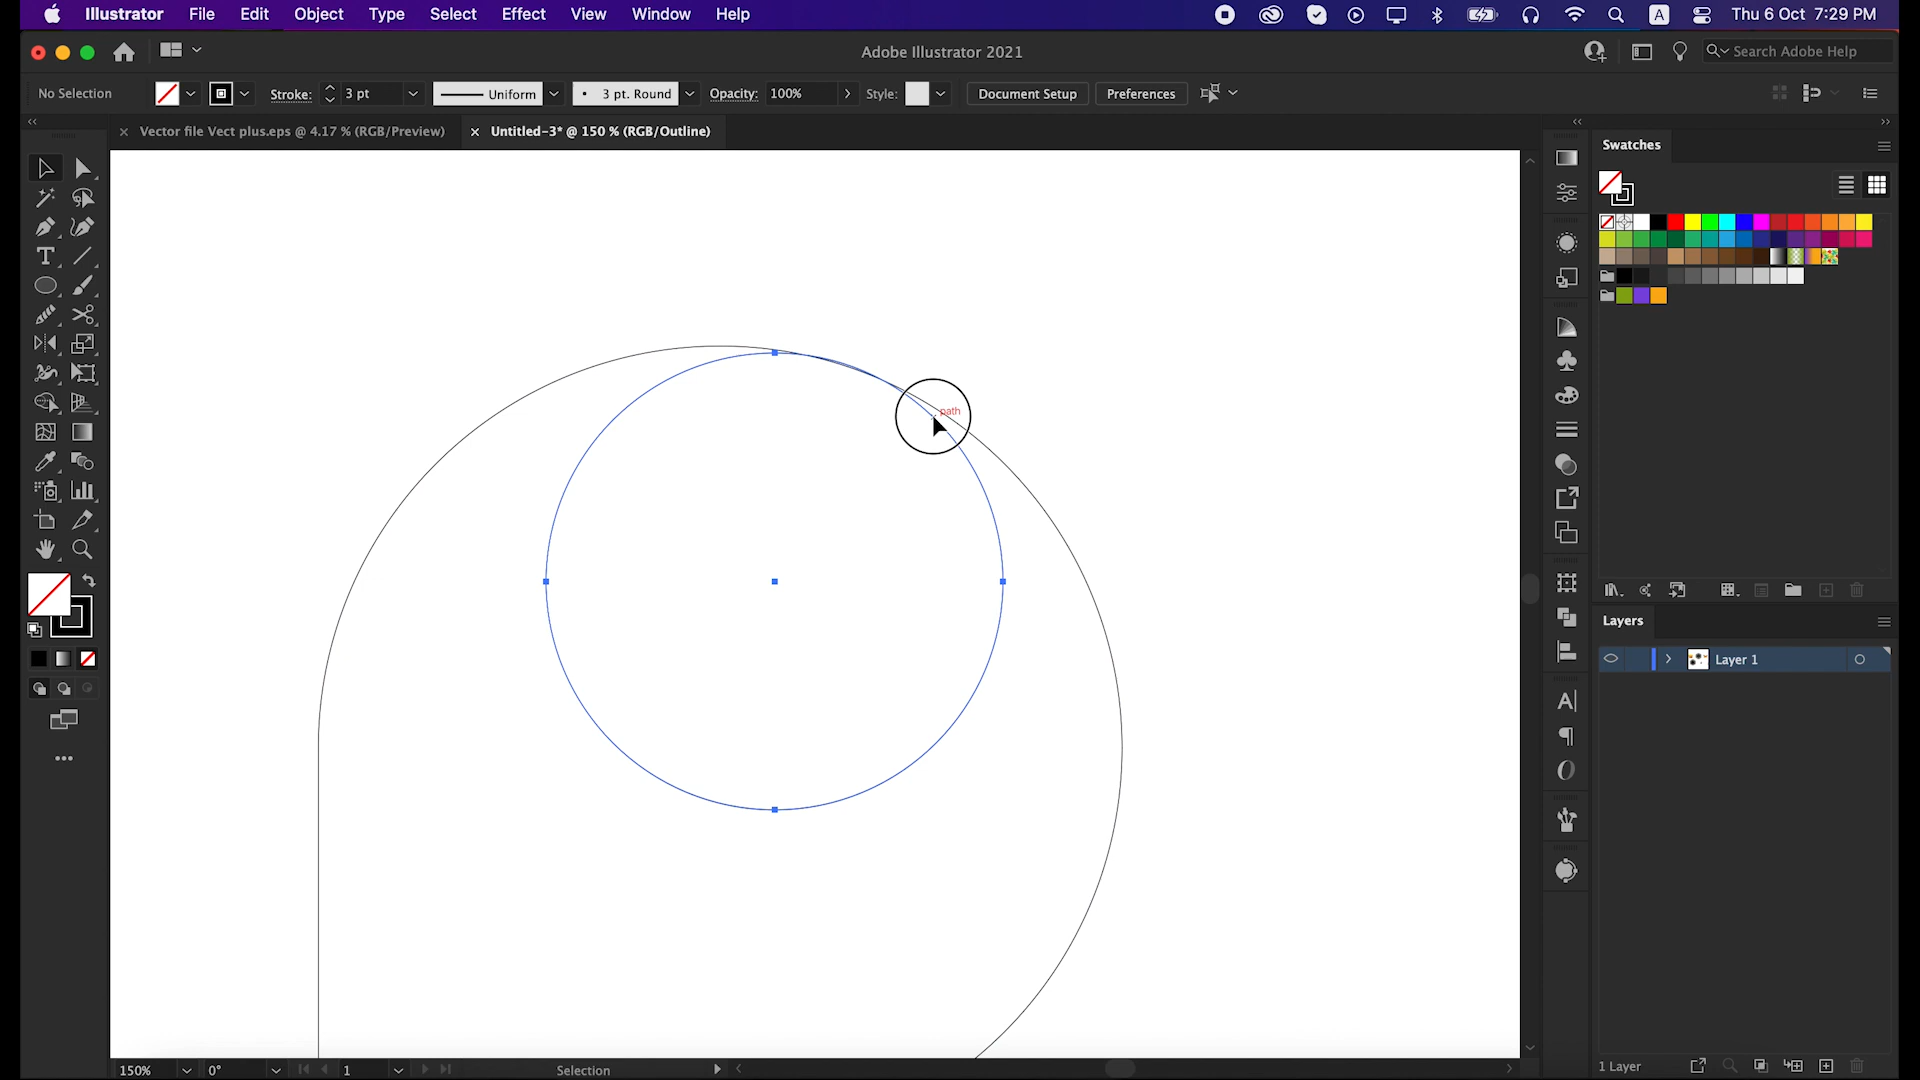 Illustrator File Edit Object Type Select Effect View Window Help A Thu 6 Oct 7:29 PM
Adobe Illustrator 2021 Search Adobe Help
No Selection Stroke: 3 pt Uniform 3 pt. Round Opacity: 100% Style: Document Setup Preferences
Vector file Vect plus.eps @ 4.17 % (RGB/Preview) Untitled-3* @ 150 % (RGB/Outline)
Swatches
path
Layers
Layer 1
150% 0° 1 Selection 1 Layer